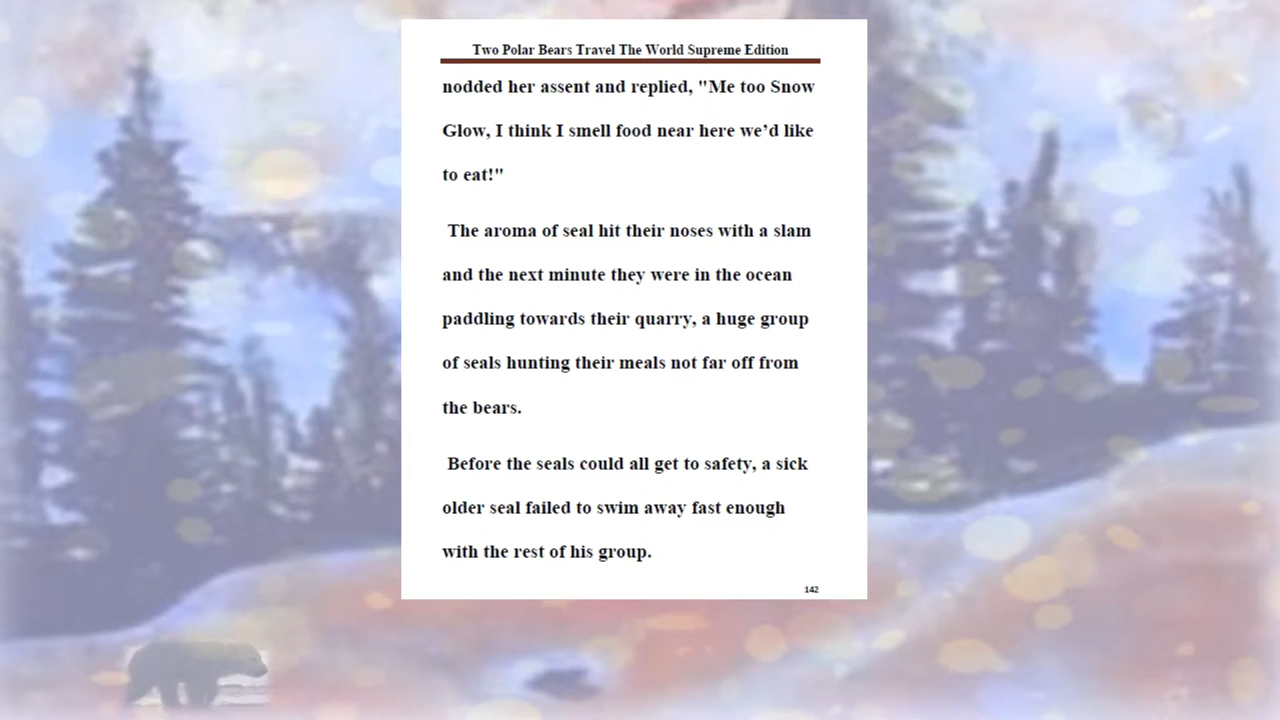 Two Polar Bears Travel The World Supreme Edition
nodded her assent and replied, "Me too Snow
Glow, I think I smell food near here we’d like
to eat!"
The aroma of seal hit their noses with a slam
and the next minute they were in the ocean
paddling towards their quarry, a huge group
of seals hunting their meals not far off from
the bears.
Before the seals could all get to safety, a sick
older seal failed to swim away fast enough
with the rest of his group.
142